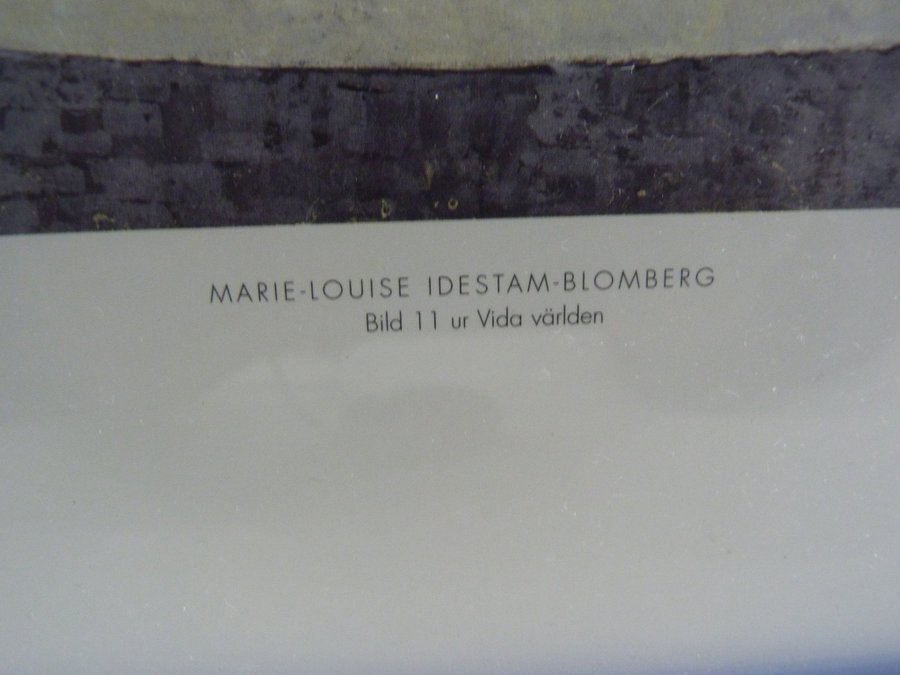 MARIE-LOUISE IDESTAM-BLOMBERG
Bild 11 ur Vida världen